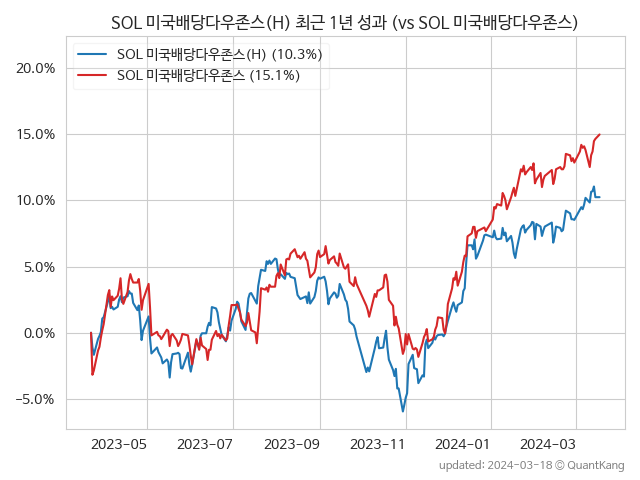 SOL 미국배당다우존스(H) 최근 1년 성과 (vs SOL 미국배당다우존스)
SOL 미국배당다우존스(H) (10.3%)
SOL 미국배당다우존스 (15.1%)
20.0%
15.0%
10.0%
5.0%
0.0%
−5.0%
2023-05 2023-07 2023-09 2023-11 2024-01 2024-03
updated: 2024-03-18 © QuantKang